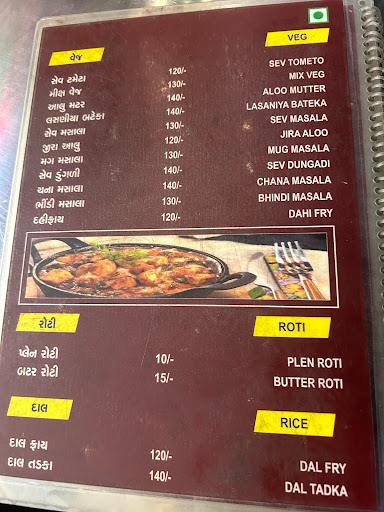 વેજ VEG
સેવ ટમેટા 120/- SEV TOMETO
મીક્ષ વેજ 130/- MIX VEG
આલુ મટર 140/- ALOO MUTTER
લસણીયા બટેકા 140/- LASANIYA BATEKA
સેવ મસાલા 130/- SEV MASALA
જીરા આલુ 120/- JIRA ALOO
મગ મસાલા 130/- MUG MASALA
સેવ ડુંગળી 140/- SEV DUNGADI
ચના મસાલા 140/- CHANA MASALA
ભીંડી મસાલા 130/- BHINDI MASALA
દહીફ્રાય 120/- DAHI FRY
રોટી ROTI
પ્લેન રોટી 10/- PLEN ROTI
બટર રોટી 15/- BUTTER ROTI
દાલ RICE
દાલ ફ્રાય 120/- DAL FRY
દાલ તડકા 140/- DAL TADKA